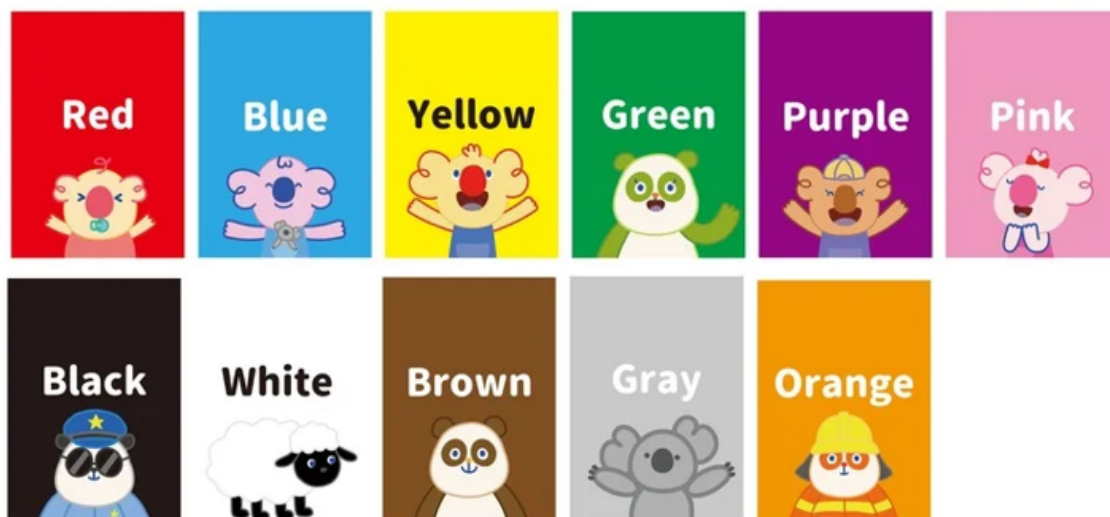 Red
Blue
Yellow
Green
Purple
Pink
Black
White
Brown
Gray
Orange